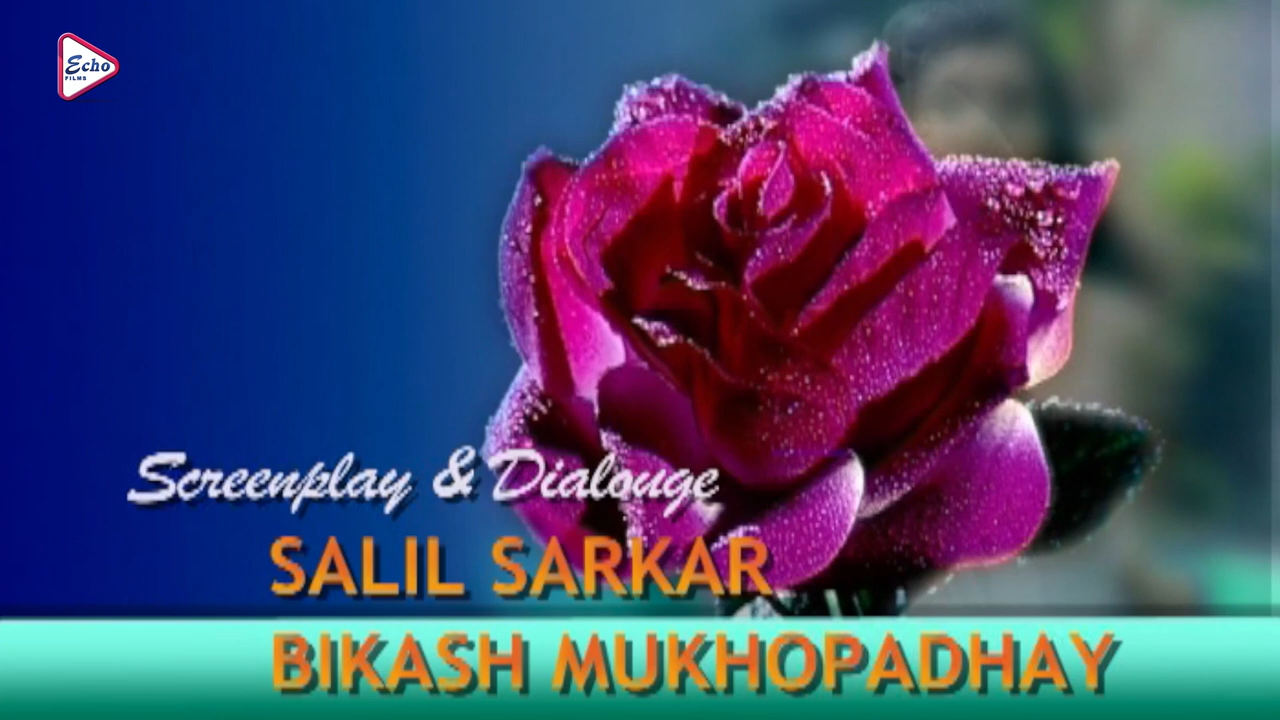 Echo
FILMS
Screenplay & Dialouge
SALIL SARKAR
BIKASH MUKHOPADHAY